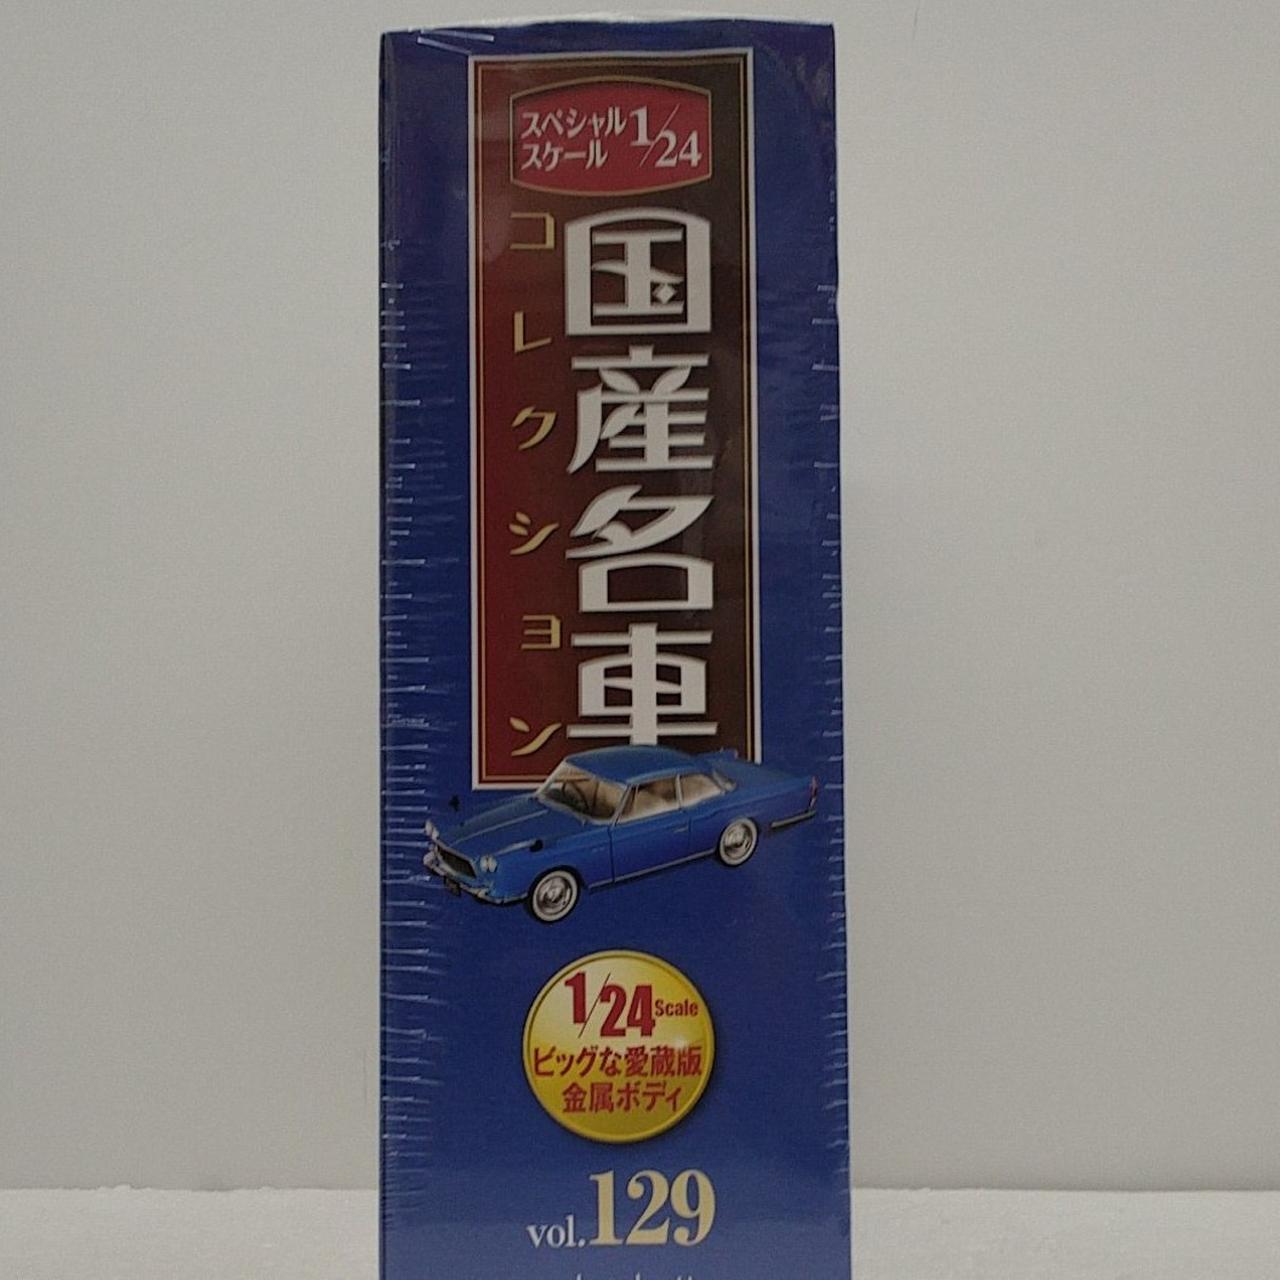 スペシャル
スケール 1/24
国産名車
コレクション
1/24 Scale
ビッグな愛蔵版
金属ボディ
vol.129